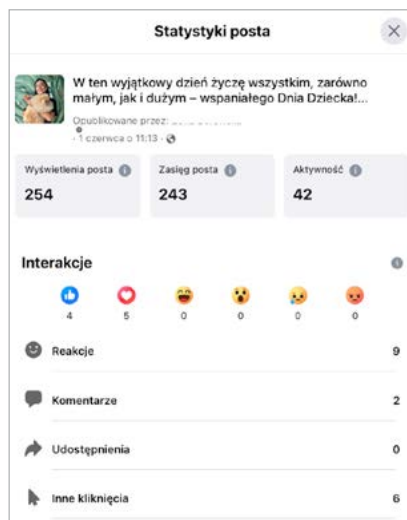 Statystyki posta
W ten wyjątkowy dzień życzę wszystkim, zarówno
małym, jak i dużym – wspaniałego Dnia Dziecka!...
Opublikowane przez:
· 1 czerwca o 11:13 ·
Wyświetlenia posta
254
Zasięg posta
243
Aktywność
42
Interakcje
4 5 0 0 0 0
Reakcje 9
Komentarze 2
Udostępnienia 0
Inne kliknięcia 6